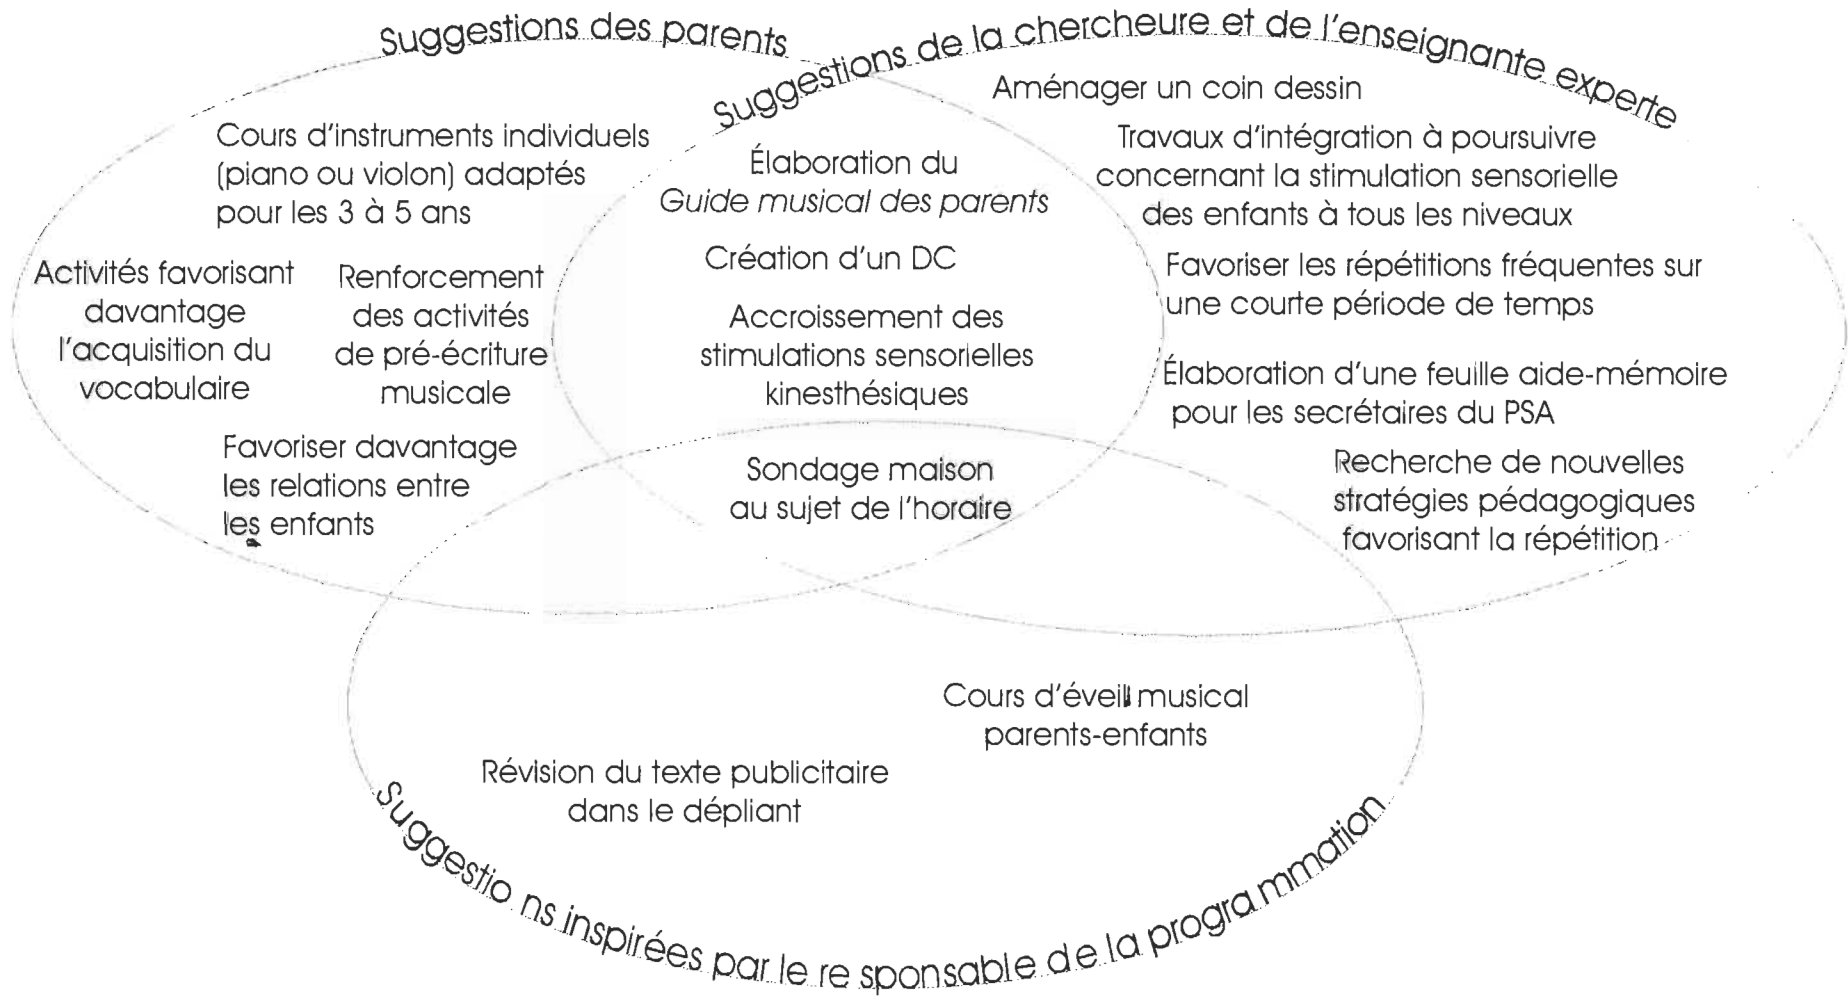 Suggestions des parents
Suggestions de la chercheure et de l'enseignante experte
Aménager un coin dessin
Cours d'instruments individuels
(piano ou violon) adaptés
pour les 3 à 5 ans
Élaboration du
Guide musical des parents
Travaux d'intégration à poursuivre
concernant la stimulation sensorielle
des enfants à tous les niveaux
Activités favorisant
davantage
l'acquisition du
vocabulaire
Renforcement
des activités
de pré-écriture
musicale
Création d'un DC
Favoriser les répétitions fréquentes sur
une courte période de temps
Accroissement des
stimulations sensorielles
kinesthésiques
Élaboration d'une feuille aide-mémoire
pour les secrétaires du PSA
Favoriser davantage
les relations entre
les enfants
Sondage maison
au sujet de l'horaire
Recherche de nouvelles
stratégies pédagogiques
favorisant la répétition
Cours d'éveil musical
parents-enfants
Révision du texte publicitaire
dans le dépliant
Suggestio ns inspirées par le re sponsable de la programmation